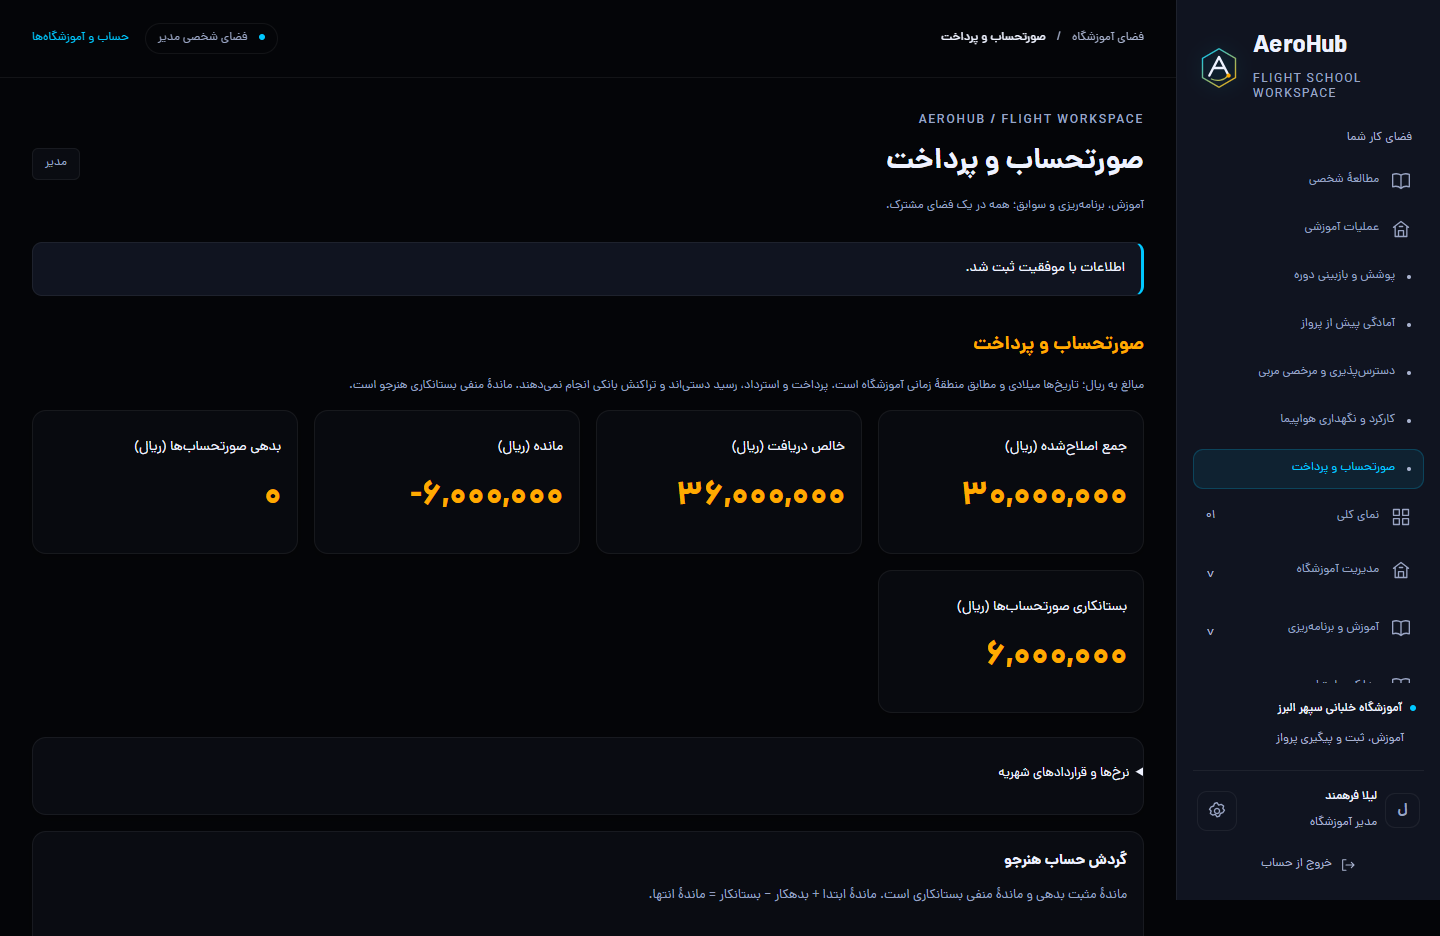 AeroHub
FLIGHT SCHOOL
WORKSPACE
فضای کار شما
مطالعهٔ شخصی
عملیات آموزشی
پوشش و بازبینی دوره
آمادگی پیش از پرواز
دسترس‌پذیری و مرخصی مربی
کارکرد و نگهداری هواپیما
صورتحساب و پرداخت
نمای کلی
۰۱
مدیریت آموزشگاه
۷
آموزش و برنامه‌ریزی
۷
آموزشگاه خلبانی سپهر البرز
آموزش، ثبت و پیگیری پرواز
ل
لیلا فرهمند
مدیر آموزشگاه
خروج از حساب
فضای آموزشگاه / صورتحساب و پرداخت
فضای شخصی مدیر
حساب و آموزشگاه‌ها
AEROHUB / FLIGHT WORKSPACE
صورتحساب و پرداخت
مدیر
آموزش، برنامه‌ریزی و سوابق؛ همه در یک فضای مشترک.
اطلاعات با موفقیت ثبت شد.
صورتحساب و پرداخت
مبالغ به ریال؛ تاریخ‌ها میلادی و مطابق منطقهٔ زمانی آموزشگاه است. پرداخت و استرداد، رسید دستی‌اند و تراکنش بانکی انجام نمی‌دهند. ماندهٔ منفی بستانکاری هنرجو است.
جمع اصلاح‌شده (ریال)
۳۰,۰۰۰,۰۰۰
خالص دریافت (ریال)
۳۶,۰۰۰,۰۰۰
مانده (ریال)
-۶,۰۰۰,۰۰۰
بدهی صورتحساب‌ها (ریال)
۰
بستانکاری صورتحساب‌ها (ریال)
۶,۰۰۰,۰۰۰
نرخ‌ها و قراردادهای شهریه
گردش حساب هنرجو
ماندهٔ مثبت بدهی و ماندهٔ منفی بستانکاری است. ماندهٔ ابتدا + بدهکار − بستانکار = ماندهٔ انتها.